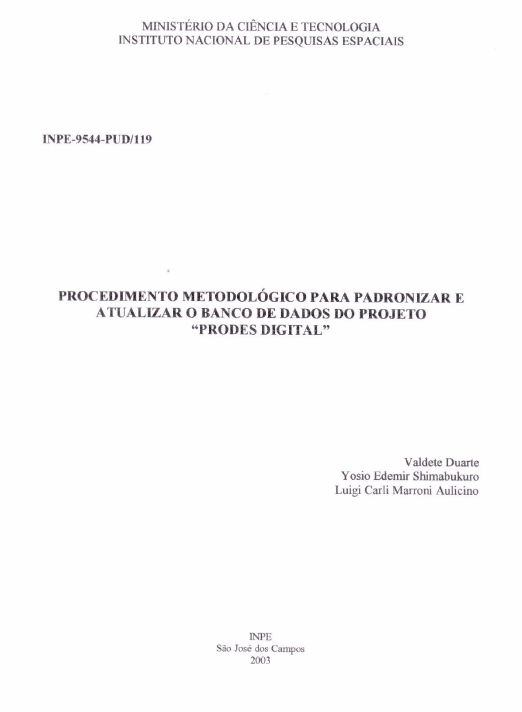 MINISTÉRIO DA CIÊNCIA E TECNOLOGIA
INSTITUTO NACIONAL DE PESQUISAS ESPACIAIS
INPE-9544-PUD/119
PROCEDIMENTO METODOLÓGICO PARA PADRONIZAR E
ATUALIZAR O BANCO DE DADOS DO PROJETO
“PRODES DIGITAL”
Valdete Duarte
Yosio Edemir Shimabukuro
Luigi Carli Marroni Aulicino
INPE
São José dos Campos
2003